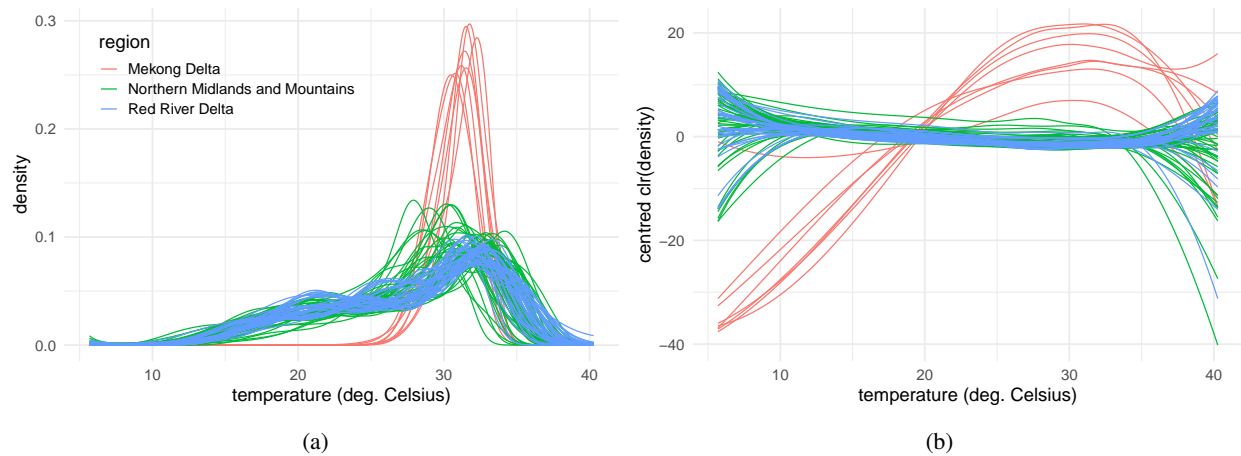 0.3
0.2
0.1
0.0
density
region
Mekong Delta
Northern Midlands and Mountains
Red River Delta
10
20
30
40
temperature (deg. Celsius)
(a)
20
0
−20
−40
centred clr(density)
10
20
30
40
temperature (deg. Celsius)
(b)